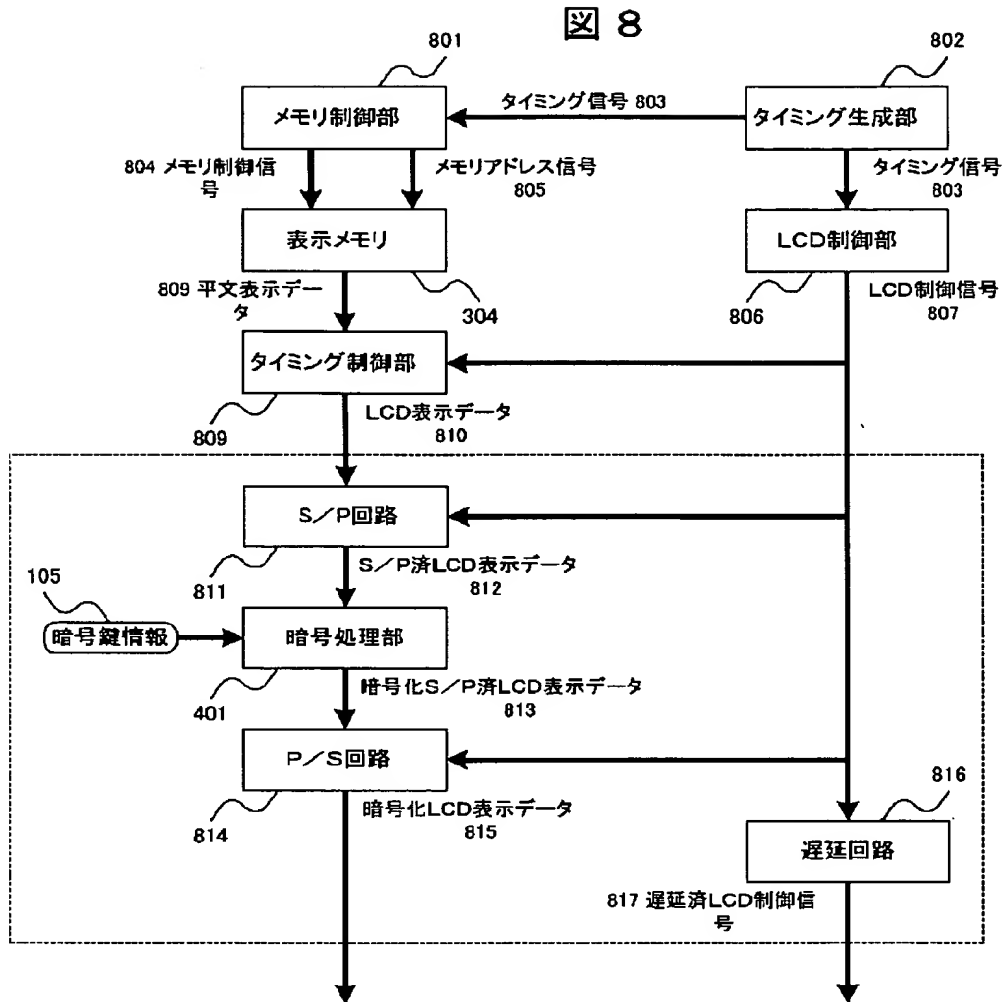 図 8
801
802
メモリ制御部
タイミング信号 803
タイミング生成部
804 メモリ制御信
号
メモリアドレス信号
805
タイミング信号
803
表示メモリ
LCD制御部
809 平文表示デー
タ
304
806
LCD制御信号
807
タイミング制御部
809
LCD表示データ
810
S/P回路
811
S/P済LCD表示データ
812
105
暗号鍵情報
暗号処理部
401
暗号化S/P済LCD表示データ
813
P/S回路
814
暗号化LCD表示データ
815
816
遅延回路
817 遅延済LCD制御信
号